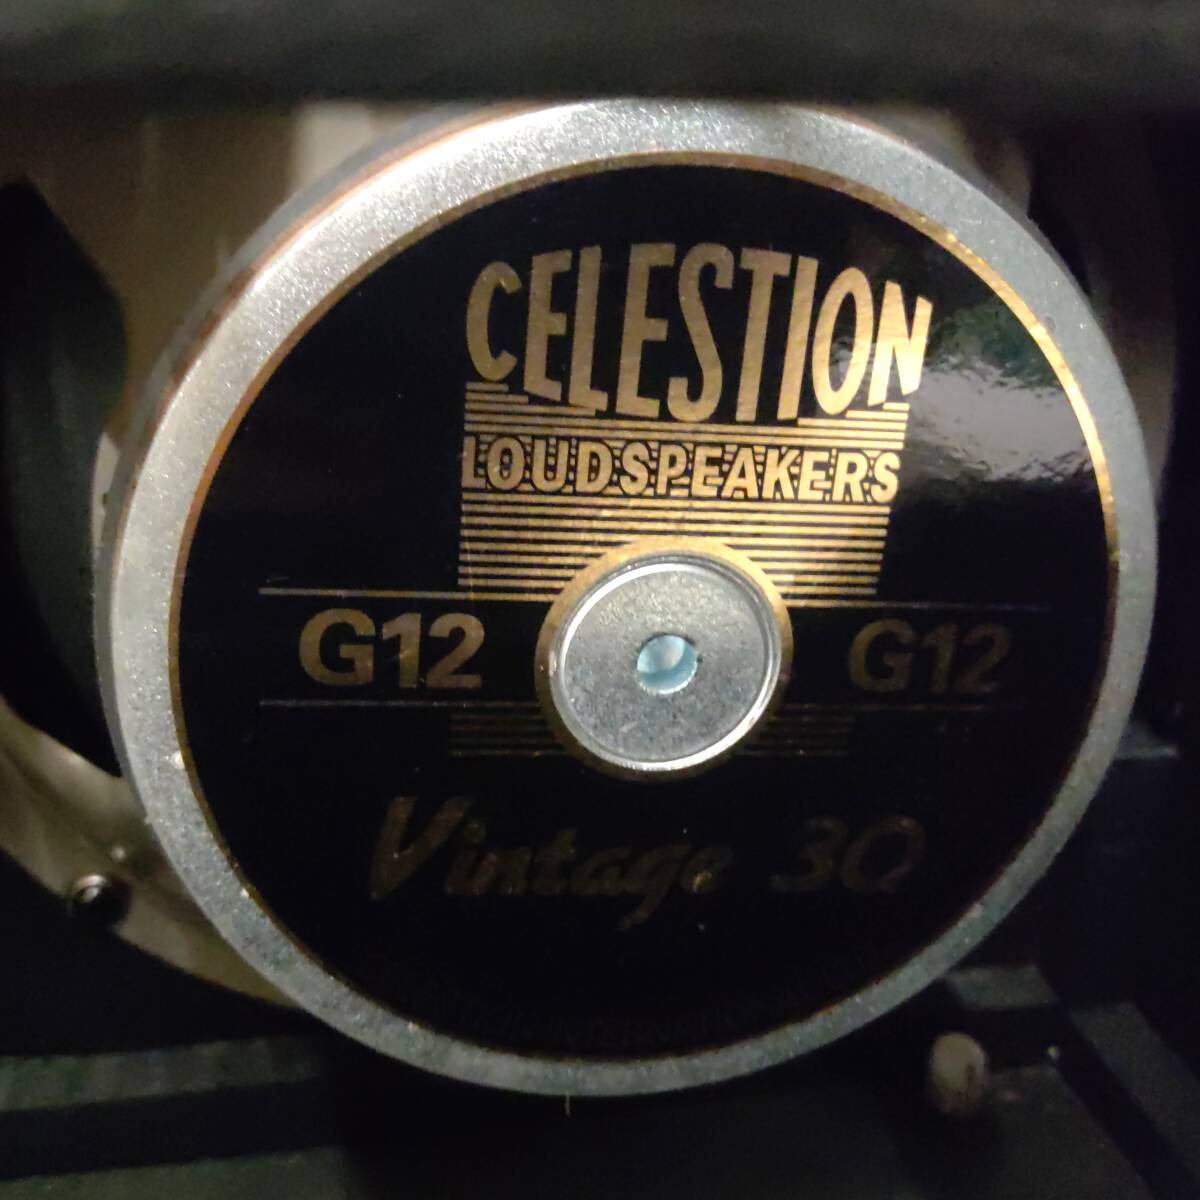 CELESTION
LOUDSPEAKERS
G12 G12
Vintage 30